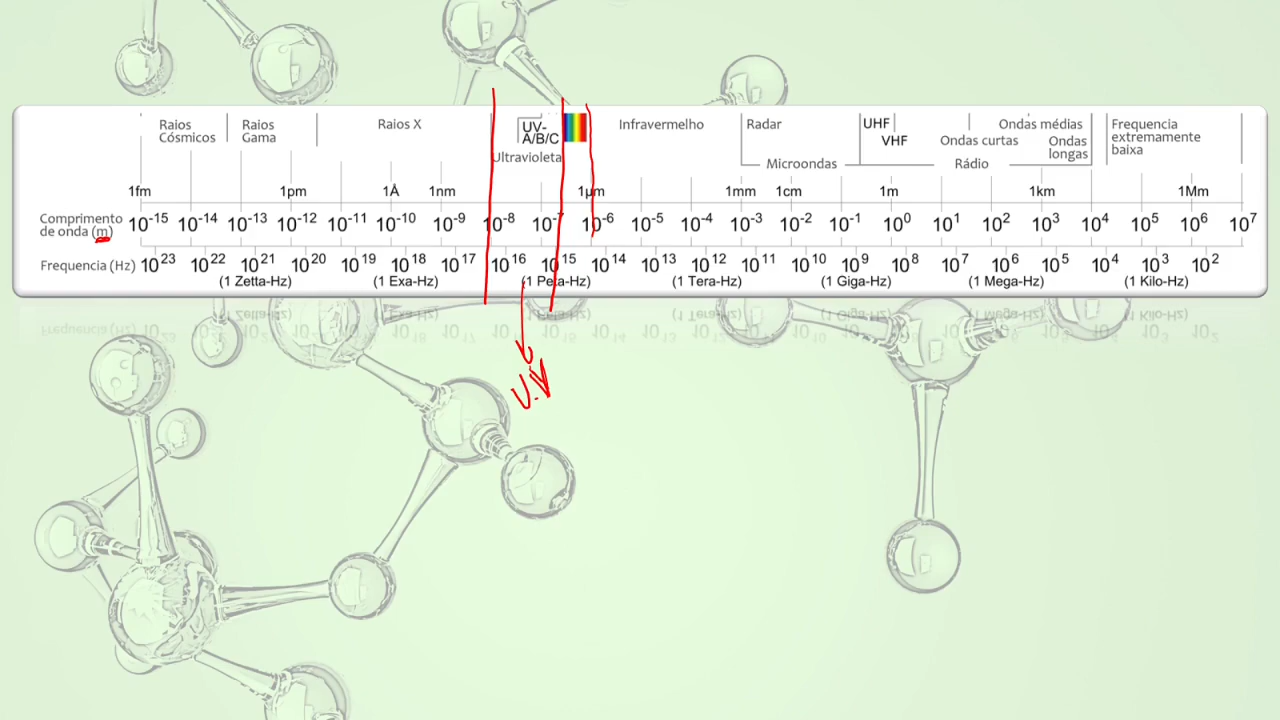 Raios Cósmicos
Raios Gama
Raios X
UV-A/B/C
Ultravioleta
Infravermelho
Radar
Microondas
UHF
VHF
Ondas curtas
Ondas médias
Ondas longas
Rádio
Frequencia extremamente baixa
1fm 1pm 1Å 1nm 1µm 1mm 1cm 1m 1km 1Mm
Comprimento de onda (m) 10⁻¹⁵ 10⁻¹⁴ 10⁻¹³ 10⁻¹² 10⁻¹¹ 10⁻¹⁰ 10⁻⁹ 10⁻⁸ 10⁻⁷ 10⁻⁶ 10⁻⁵ 10⁻⁴ 10⁻³ 10⁻² 10⁻¹ 10⁰ 10¹ 10² 10³ 10⁴ 10⁵ 10⁶ 10⁷
Frequencia (Hz) 10²³ 10²² 10²¹ 10²⁰ 10¹⁹ 10¹⁸ 10¹⁷ 10¹⁶ 10¹⁵ 10¹⁴ 10¹³ 10¹² 10¹¹ 10¹⁰ 10⁹ 10⁸ 10⁷ 10⁶ 10⁵ 10⁴ 10³ 10²
(1 Zetta-Hz) (1 Exa-Hz) (1 Peta-Hz) (1 Tera-Hz) (1 Giga-Hz) (1 Mega-Hz) (1 Kilo-Hz)
U.V